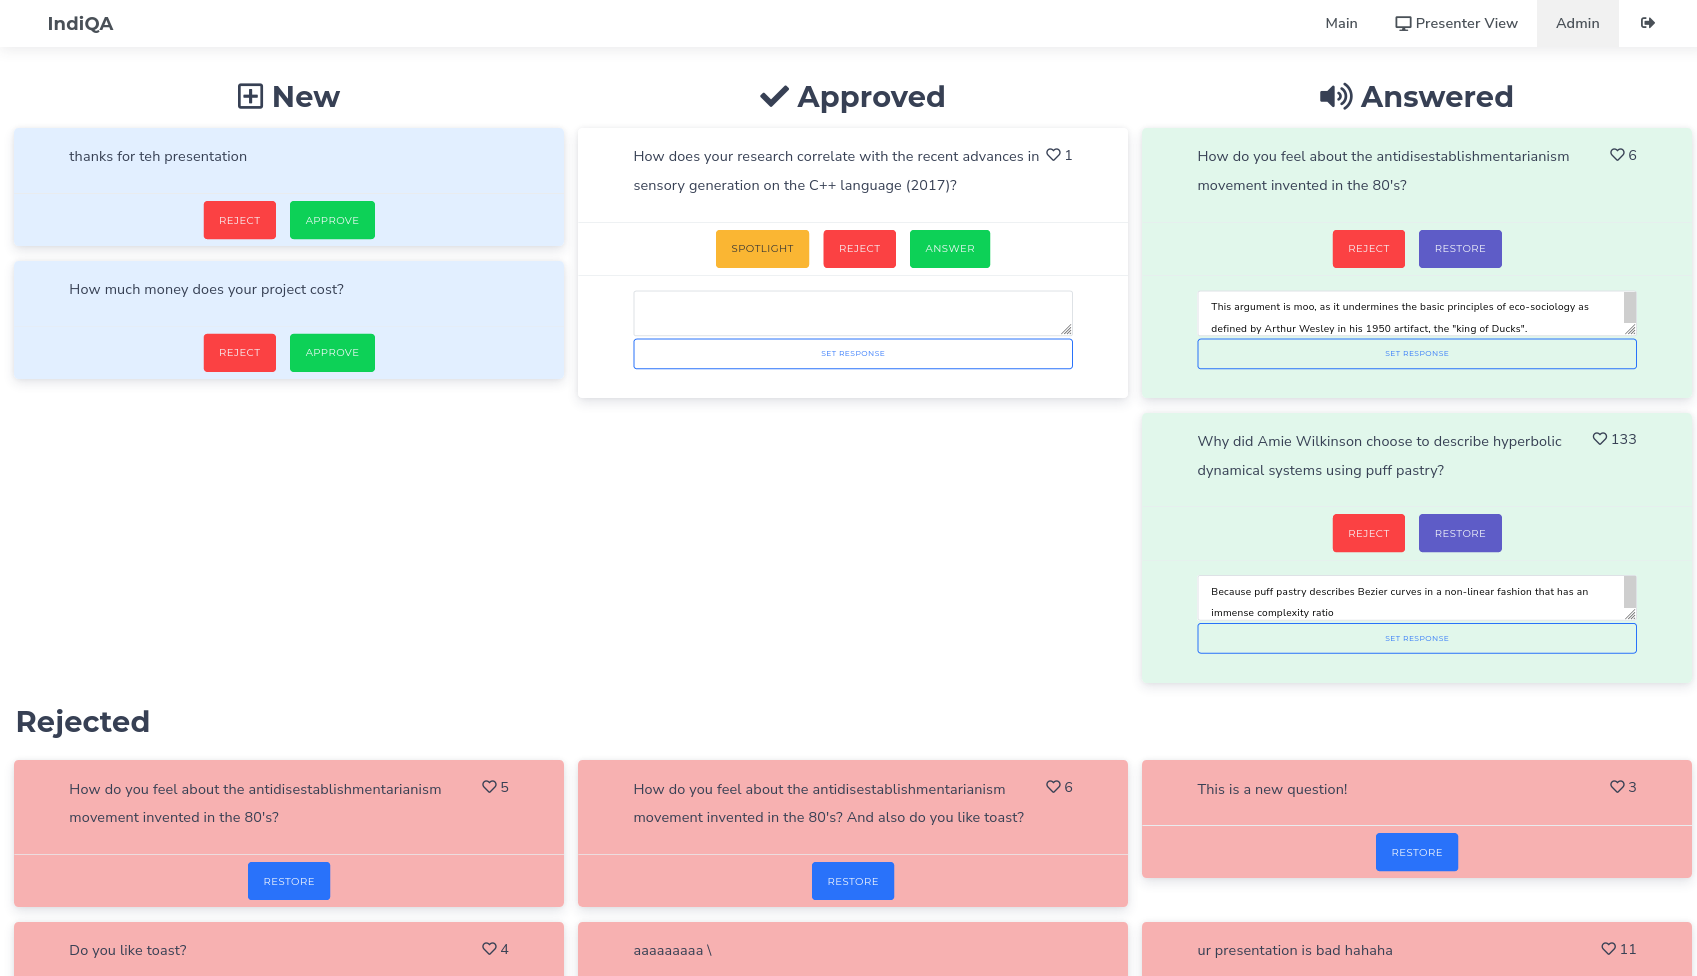 IndiQA
Main
Presenter View
Admin
New
thanks for teh presentation
REJECT
APPROVE
How much money does your project cost?
REJECT
APPROVE
Approved
How does your research correlate with the recent advances in
sensory generation on the C++ language (2017)?
1
SPOTLIGHT
REJECT
ANSWER
SET RESPONSE
Answered
How do you feel about the antidisestablishmentarianism
movement invented in the 80's?
6
REJECT
RESTORE
This argument is moo, as it undermines the basic principles of eco-sociology as
defined by Arthur Wesley in his 1950 artifact, the "king of Ducks".
SET RESPONSE
Why did Amie Wilkinson choose to describe hyperbolic
dynamical systems using puff pastry?
133
REJECT
RESTORE
Because puff pastry describes Bezier curves in a non-linear fashion that has an
immense complexity ratio
SET RESPONSE
Rejected
How do you feel about the antidisestablishmentarianism
movement invented in the 80's?
5
RESTORE
How do you feel about the antidisestablishmentarianism
movement invented in the 80's? And also do you like toast?
6
RESTORE
This is a new question!
3
RESTORE
Do you like toast?
4
aaaaaaaaa \
ur presentation is bad hahaha
11